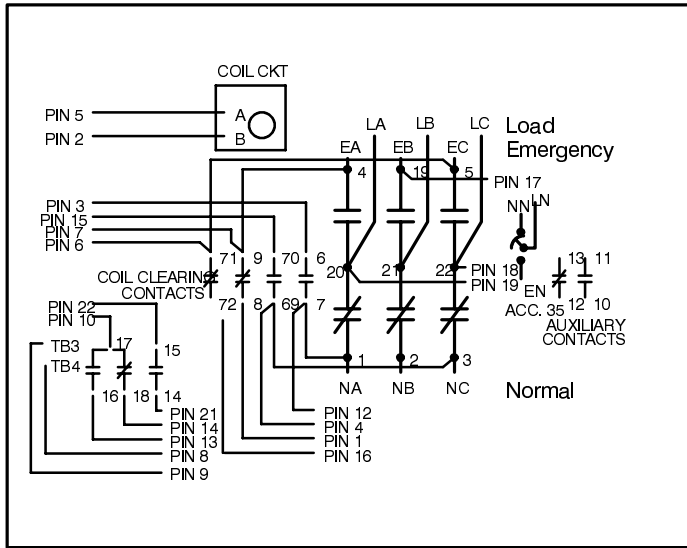 COIL CKT
PIN 5 A
PIN 2 B
LA LB LC Load
EA EB EC Emergency
4 19 5
PIN 17
PIN 3
PIN 15
PIN 7
PIN 6
NN LN
71 9 70 6
20 21 22 PIN 18
PIN 19
13 11
COIL CLEARING
CONTACTS
EN
ACC. 35 12 10
AUXILIARY
CONTACTS
72 8 69 7
PIN 22
PIN 10
TB3 17 15
TB4
1 2 3
16 18 14
NA NB NC Normal
PIN 21 PIN 12
PIN 14 PIN 4
PIN 13 PIN 1
PIN 8 PIN 16
PIN 9